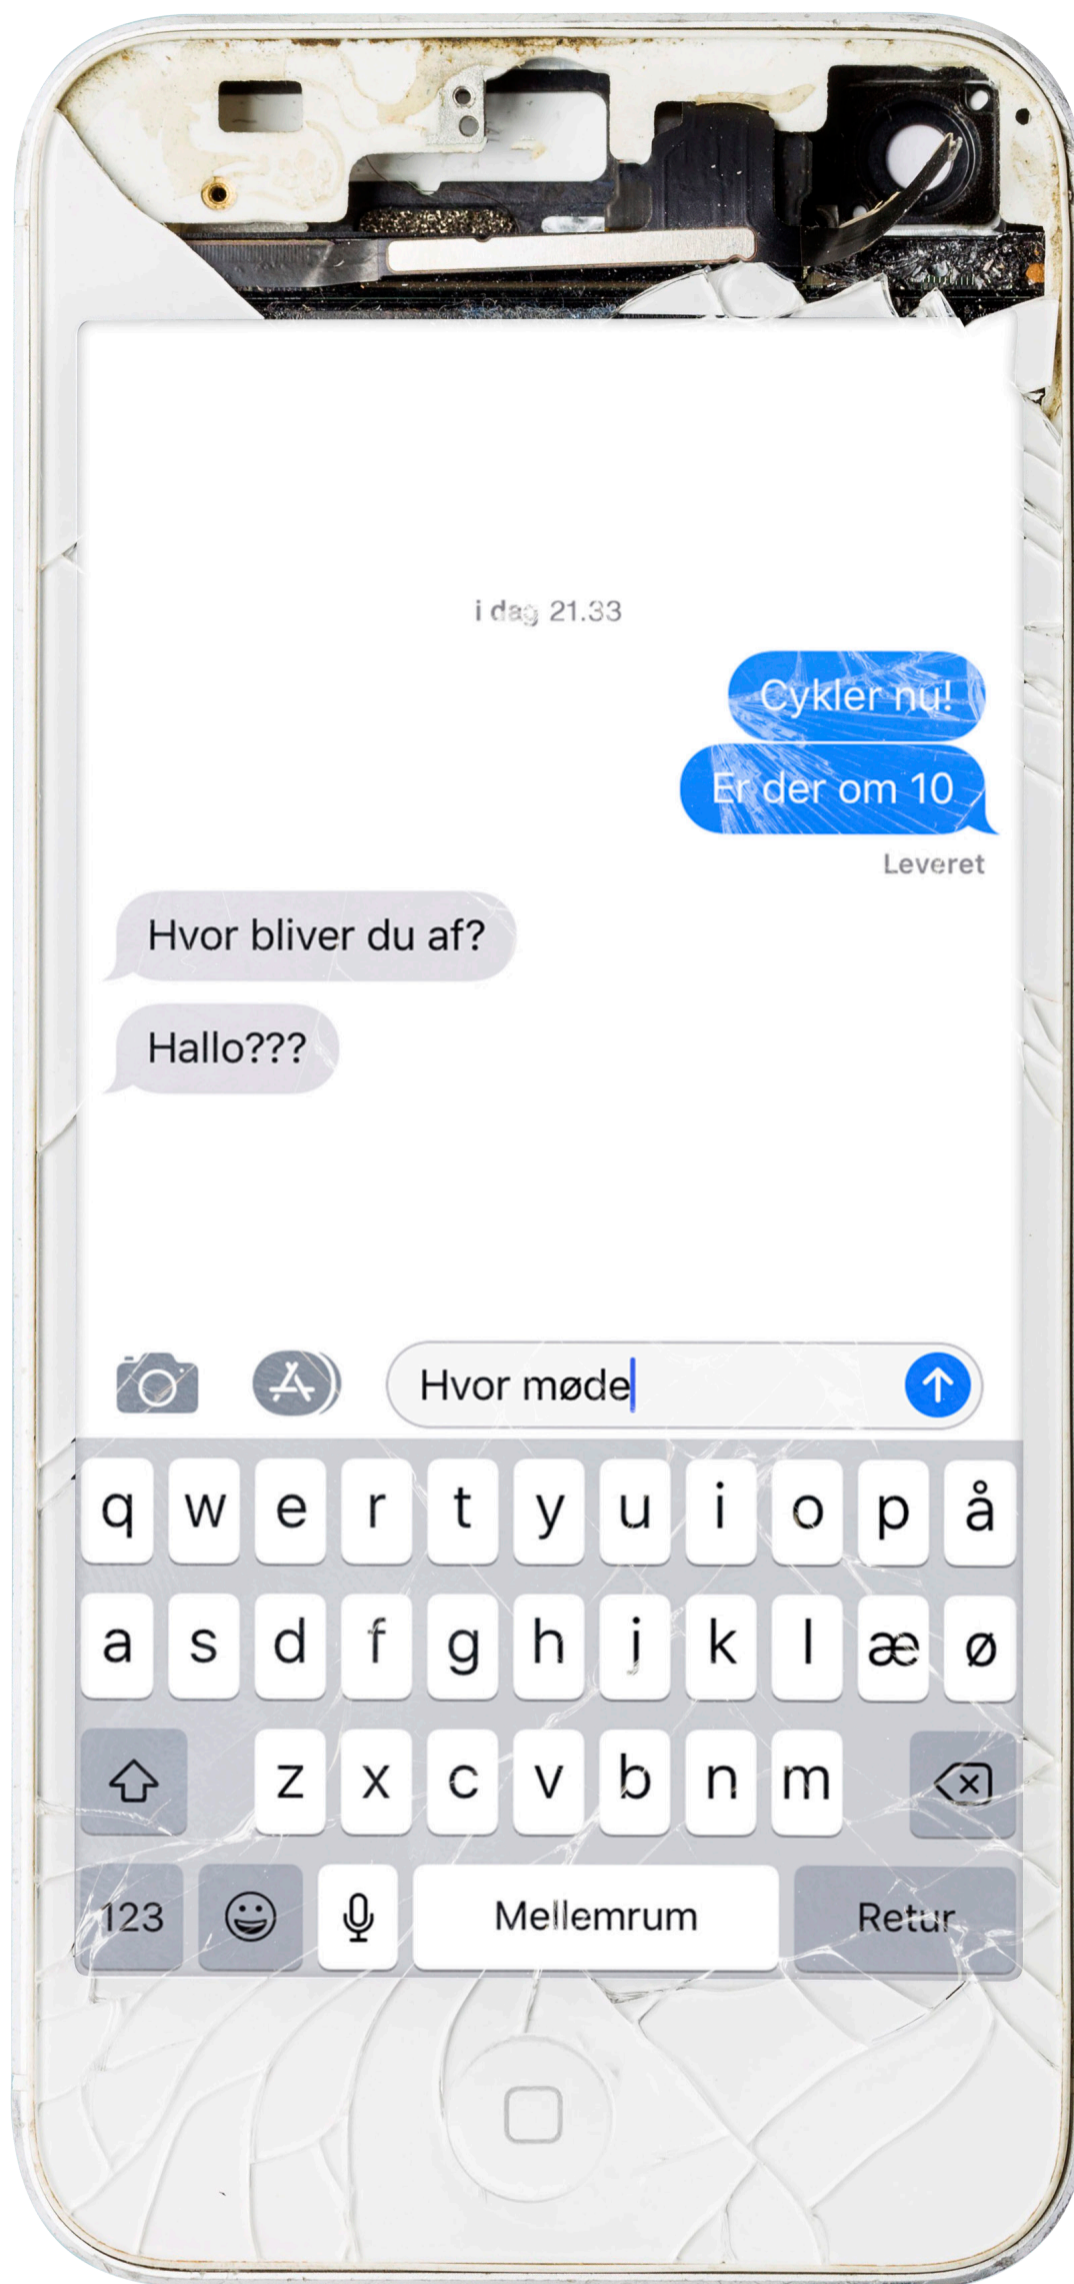 i dag 21.33
Cykler nu!
Er der om 10
Leveret
Hvor bliver du af?
Hallo???
Hvor møde
q w e r t y u i o p å
a s d f g h j k l æ ø
z x c v b n m
123 Mellemrum Retur